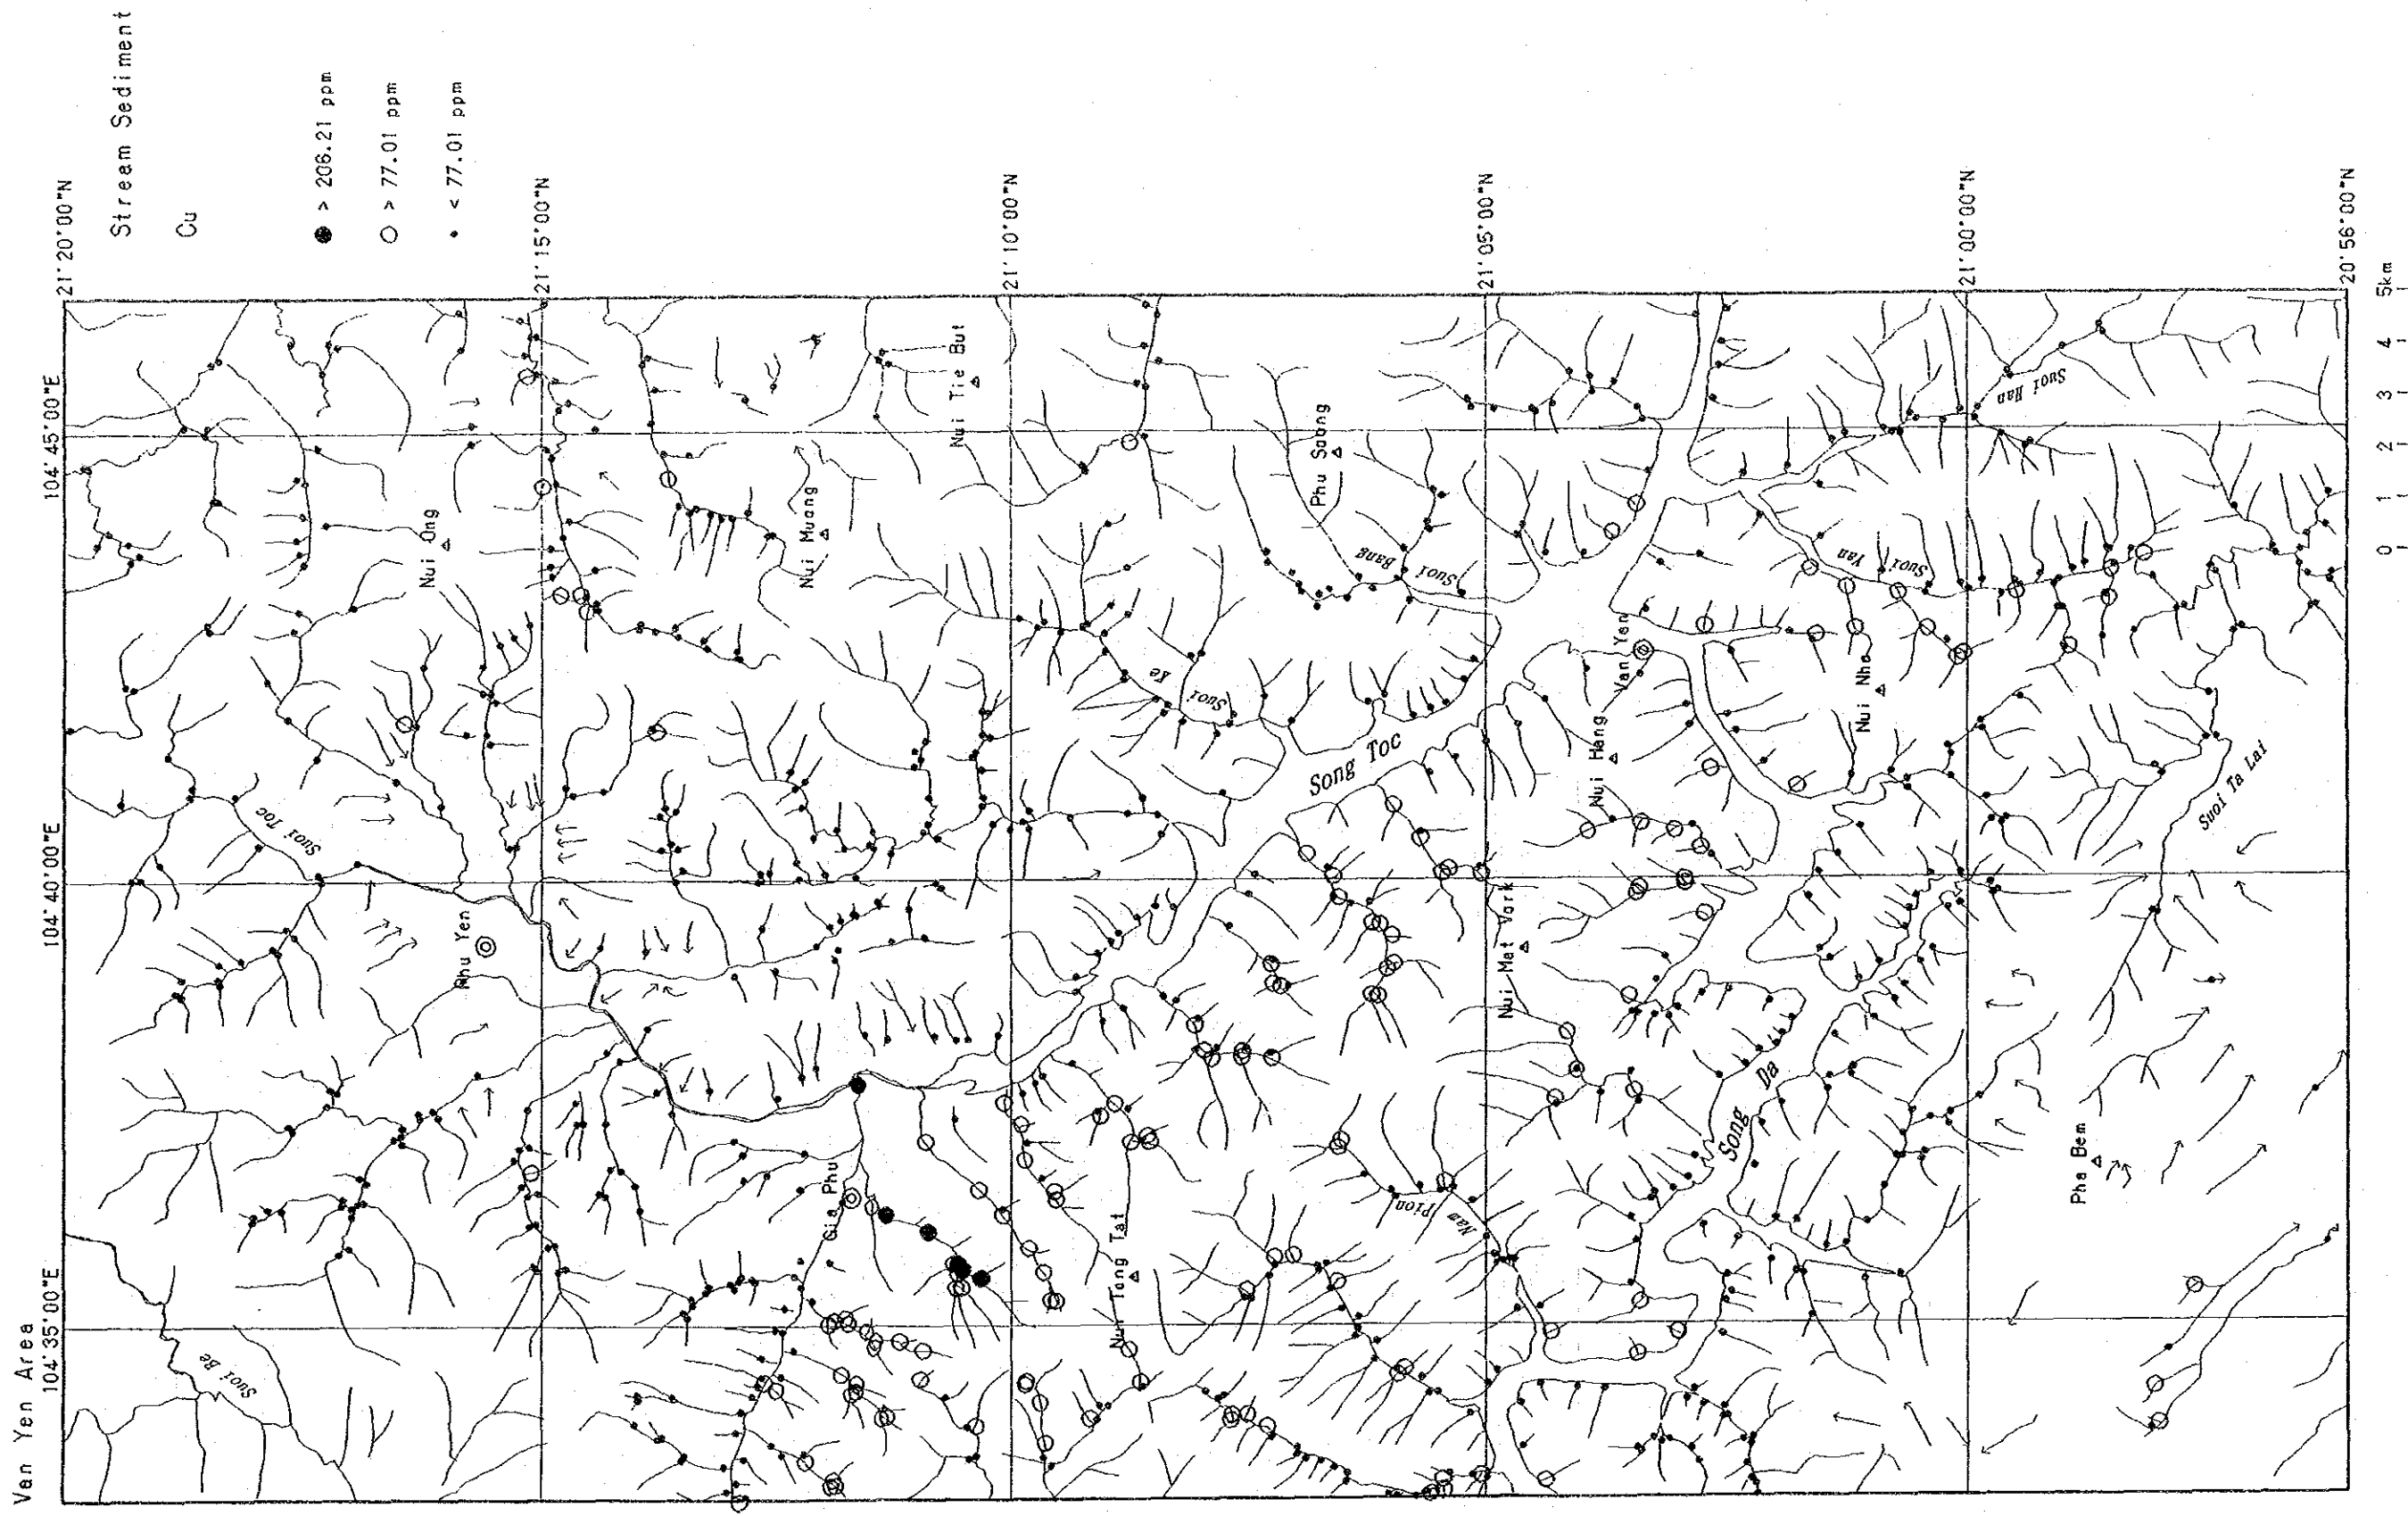 Van Yen Area
104°35'00"E
104°40'00"E
104°45'00"E
21°20'00"N
21°15'00"N
21°10'00"N
21°05'00"N
21°00'00"N
20°56'00"N
Stream Sediment
Cu
> 206.21 ppm
> 77.01 ppm
< 77.01 ppm
Suoi Be
Suoi Toc
Phu Yen
Nui Ong
Gia Phu
Nui Muang
Nui Tie But
Nui Tong Tat
Suoi Ke
Song Toc
Phu Saang
Suoi Bang
Nam Pion
Nui Mat Vark
Nui Hang
Van Yen
Song Da
Nui Nho
Suoi Yan
Suoi Han
Pha Bem
Suoi Ta Lai
0 1 2 3 4 5km